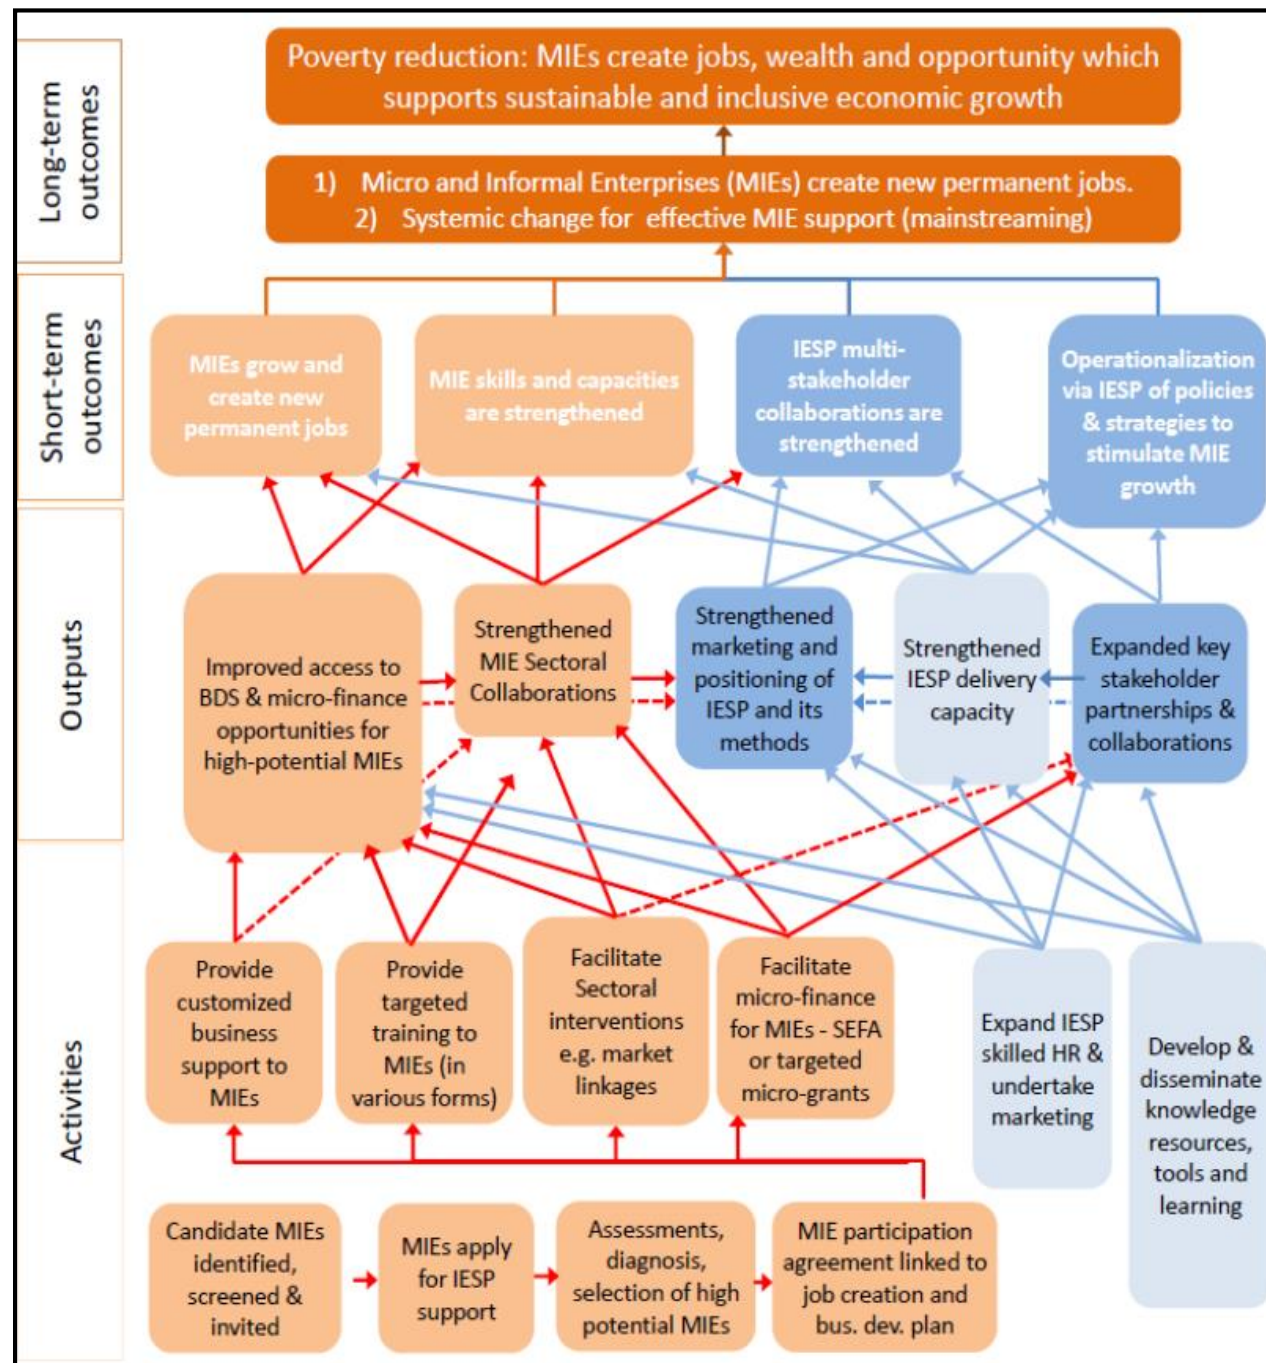 Long-term
outcomes
Poverty reduction: MIEs create jobs, wealth and opportunity which
supports sustainable and inclusive economic growth
1) Micro and Informal Enterprises (MIEs) create new permanent jobs.
2) Systemic change for effective MIE support (mainstreaming)
Short-term
outcomes
MIEs grow and
create new
permanent jobs
MIE skills and capacities
are strengthened
IESP multi-
stakeholder
collaborations are
strengthened
Operationalization
via IESP of policies
& strategies to
stimulate MIE
growth
Outputs
Improved access to
BDS & micro-finance
opportunities for
high-potential MIEs
Strengthened
MIE Sectoral
Collaborations
Strengthened
marketing and
positioning of
IESP and its
methods
Strengthened
IESP delivery
capacity
Expanded key
stakeholder
partnerships &
collaborations
Activities
Provide
customized
business
support to
MIEs
Provide
targeted
training to
MIEs (in
various forms)
Facilitate
Sectoral
interventions
e.g. market
linkages
Facilitate
micro-finance
for MIEs - SEFA
or targeted
micro-grants
Expand IESP
skilled HR &
undertake
marketing
Develop &
disseminate
knowledge
resources,
tools and
learning
Candidate MIEs
identified,
screened &
invited
MIEs apply
for IESP
support
Assessments,
diagnosis,
selection of high
potential MIEs
MIE participation
agreement linked to
job creation and
bus. dev. plan